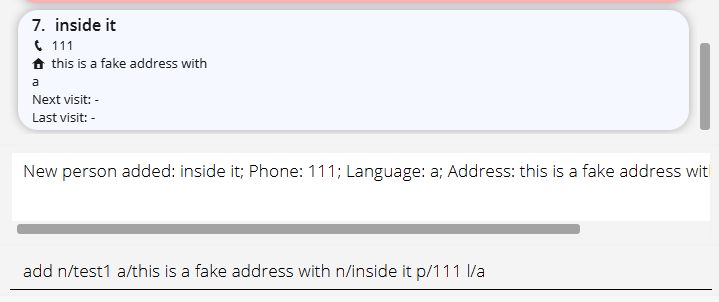 7. inside it
111
this is a fake address with
a
Next visit: -
Last visit: -
New person added: inside it; Phone: 111; Language: a; Address: this is a fake address wit
add n/test1 a/this is a fake address with n/inside it p/111 l/a